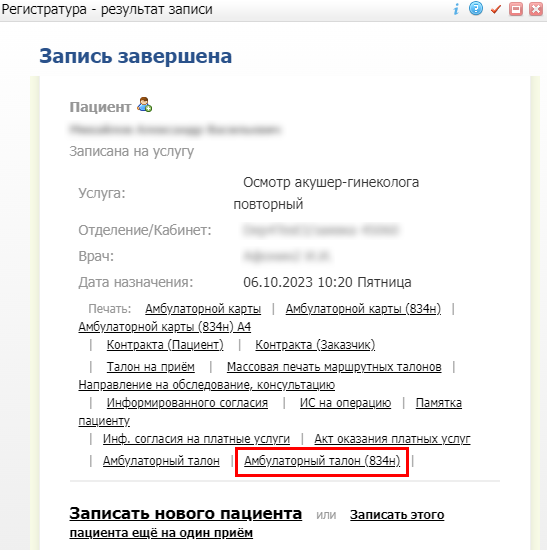 Регистратура - результат записи
Запись завершена
Пациент
Записана на услугу
Услуга: Осмотр акушер-гинеколога
повторный
Отделение/Кабинет:
Врач:
Дата назначения: 06.10.2023 10:20 Пятница
Печать: Амбулаторной карты | Амбулаторной карты (834н) |
Амбулаторной карты (834н) А4
| Контракта (Пациент) | Контракта (Заказчик)
| Талон на приём | Массовая печать маршрутных талонов |
Направление на обследование, консультацию
| Информированного согласия | ИС на операцию | Памятка
пациенту
| Инф. согласия на платные услуги | Акт оказания платных услуг
| Амбулаторный талон | Амбулаторный талон (834н) |
Записать нового пациента или Записать этого
пациента ещё на один приём